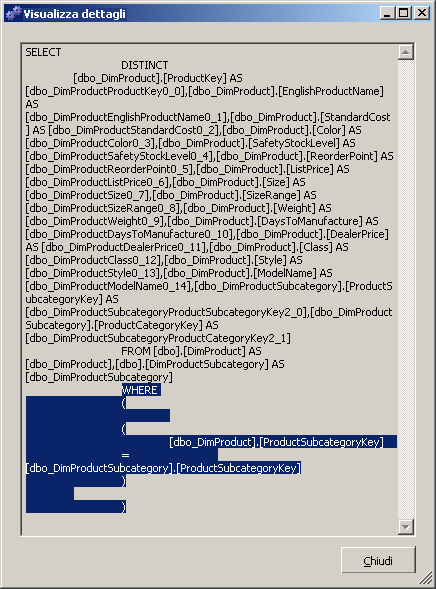 Visualizza dettagli
SELECT
DISTINCT
[dbo_DimProduct].[ProductKey] AS
[dbo_DimProductProductKey0_0],[dbo_DimProduct].[EnglishProductName]
AS
[dbo_DimProductEnglishProductName0_1],[dbo_DimProduct].[StandardCost
] AS [dbo_DimProductStandardCost0_2],[dbo_DimProduct].[Color] AS
[dbo_DimProductColor0_3],[dbo_DimProduct].[SafetyStockLevel] AS
[dbo_DimProductSafetyStockLevel0_4],[dbo_DimProduct].[ReorderPoint] AS
[dbo_DimProductReorderPoint0_5],[dbo_DimProduct].[ListPrice] AS
[dbo_DimProductListPrice0_6],[dbo_DimProduct].[Size] AS
[dbo_DimProductSize0_7],[dbo_DimProduct].[SizeRange] AS
[dbo_DimProductSizeRange0_8],[dbo_DimProduct].[Weight] AS
[dbo_DimProductWeight0_9],[dbo_DimProduct].[DaysToManufacture] AS
[dbo_DimProductDaysToManufacture0_10],[dbo_DimProduct].[DealerPrice]
AS [dbo_DimProductDealerPrice0_11],[dbo_DimProduct].[Class] AS
[dbo_DimProductClass0_12],[dbo_DimProduct].[Style] AS
[dbo_DimProductStyle0_13],[dbo_DimProduct].[ModelName] AS
[dbo_DimProductModelName0_14],[dbo_DimProductSubcategory].[ProductS
ubcategoryKey] AS
[dbo_DimProductSubcategoryProductSubcategoryKey2_0],[dbo_DimProduct
Subcategory].[ProductCategoryKey] AS
[dbo_DimProductSubcategoryProductCategoryKey2_1]
FROM [dbo].[DimProduct] AS
[dbo_DimProduct],[dbo].[DimProductSubcategory] AS
[dbo_DimProductSubcategory]
WHERE
(
(
[dbo_DimProduct].[ProductSubcategoryKey]
=
[dbo_DimProductSubcategory].[ProductSubcategoryKey]
)
)
Chiudi